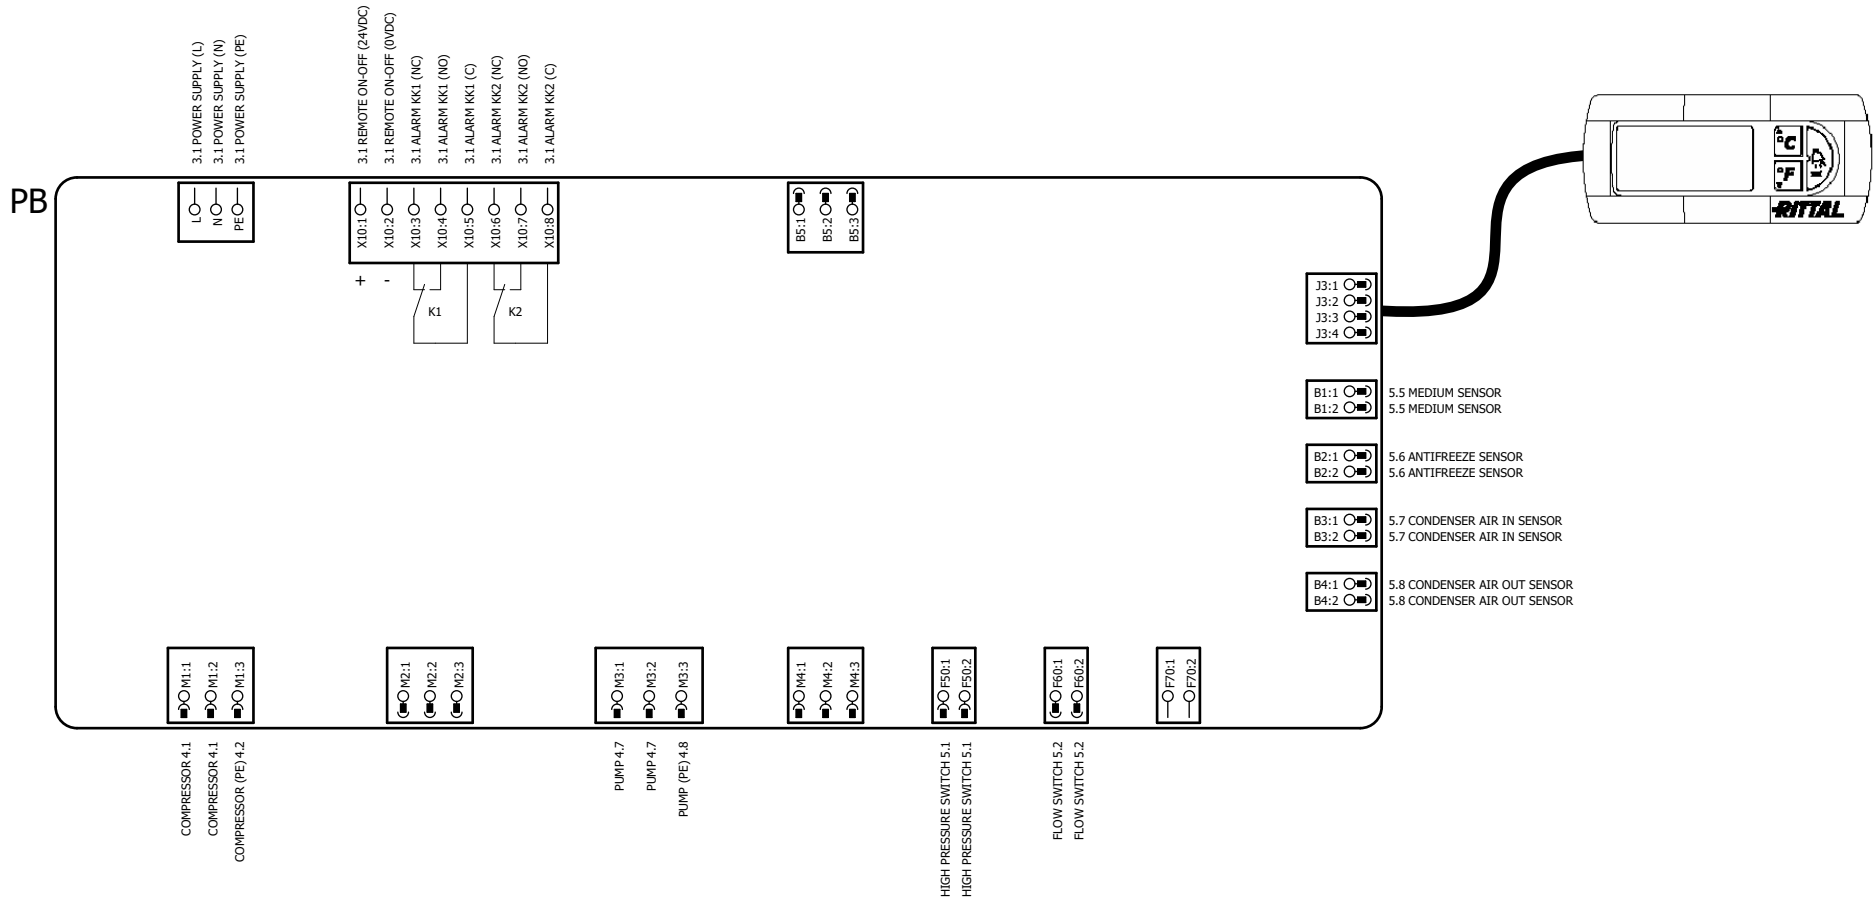 3.1 POWER SUPPLY (L)
3.1 POWER SUPPLY (N)
3.1 POWER SUPPLY (PE)
3.1 REMOTE ON-OFF (24VDC)
3.1 REMOTE ON-OFF (0VDC)
3.1 ALARM KK1 (NC)
3.1 ALARM KK1 (NO)
3.1 ALARM KK1 (C)
3.1 ALARM KK2 (NC)
3.1 ALARM KK2 (NO)
3.1 ALARM KK2 (C)
PB
L
N
PE
X10:1
X10:2
X10:3
X10:4
X10:5
X10:6
X10:7
X10:8
+
-
K1
K2
B5:1
B5:2
B5:3
°C
°F
RITTAL
J3:1
J3:2
J3:3
J3:4
B1:1 5.5 MEDIUM SENSOR
B1:2 5.5 MEDIUM SENSOR
B2:1 5.6 ANTIFREEZE SENSOR
B2:2 5.6 ANTIFREEZE SENSOR
B3:1 5.7 CONDENSER AIR IN SENSOR
B3:2 5.7 CONDENSER AIR IN SENSOR
B4:1 5.8 CONDENSER AIR OUT SENSOR
B4:2 5.8 CONDENSER AIR OUT SENSOR
M1:1
M1:2
M1:3
M2:1
M2:2
M2:3
M3:1
M3:2
M3:3
M4:1
M4:2
M4:3
F50:1
F50:2
F60:1
F60:2
F70:1
F70:2
COMPRESSOR 4.1
COMPRESSOR 4.1
COMPRESSOR (PE) 4.2
PUMP 4.7
PUMP 4.7
PUMP (PE) 4.8
HIGH PRESSURE SWITCH 5.1
HIGH PRESSURE SWITCH 5.1
FLOW SWITCH 5.2
FLOW SWITCH 5.2